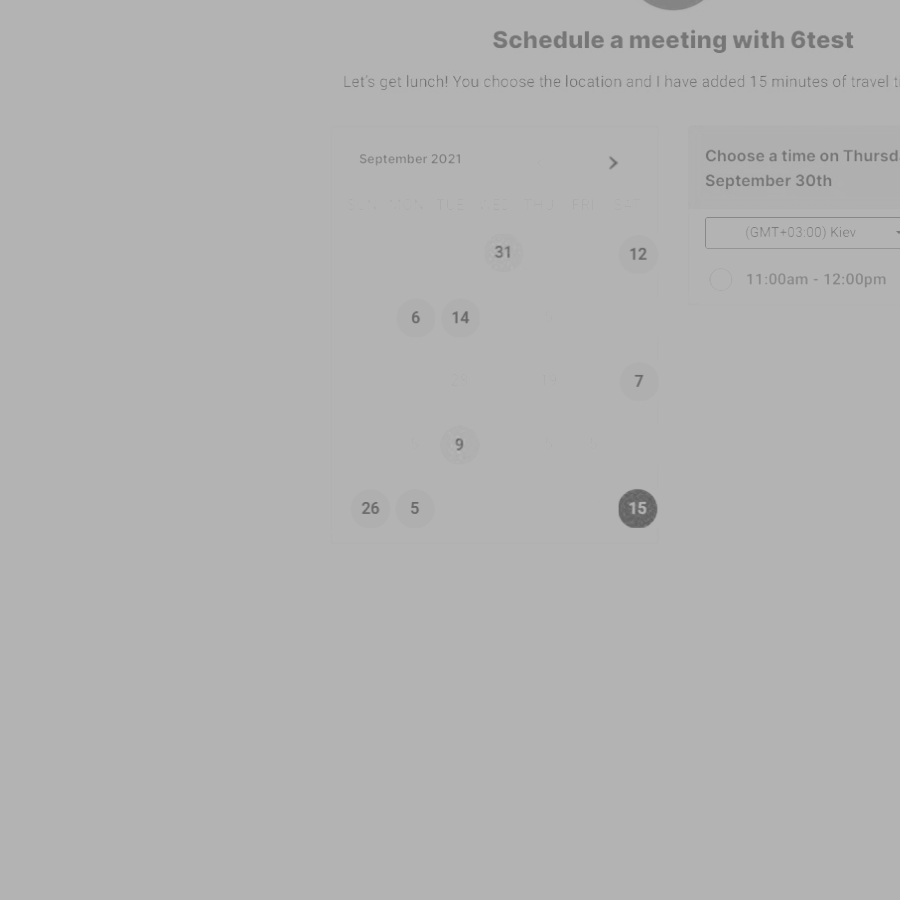 Schedule a meeting with 6test
Let's get lunch! You choose the location and I have added 15 minutes of travel
September 2021
SUN MON TUE WED THU FRI SAT
31 12
6 14
7
9
26 5 15
Choose a time on Thursd
September 30th
(GMT+03:00) Kiev
11:00am - 12:00pm